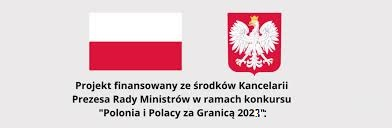 Projekt finansowany ze środków Kancelarii
Prezesa Rady Ministrów w ramach konkursu
"Polonia i Polacy za Granicą 2023":